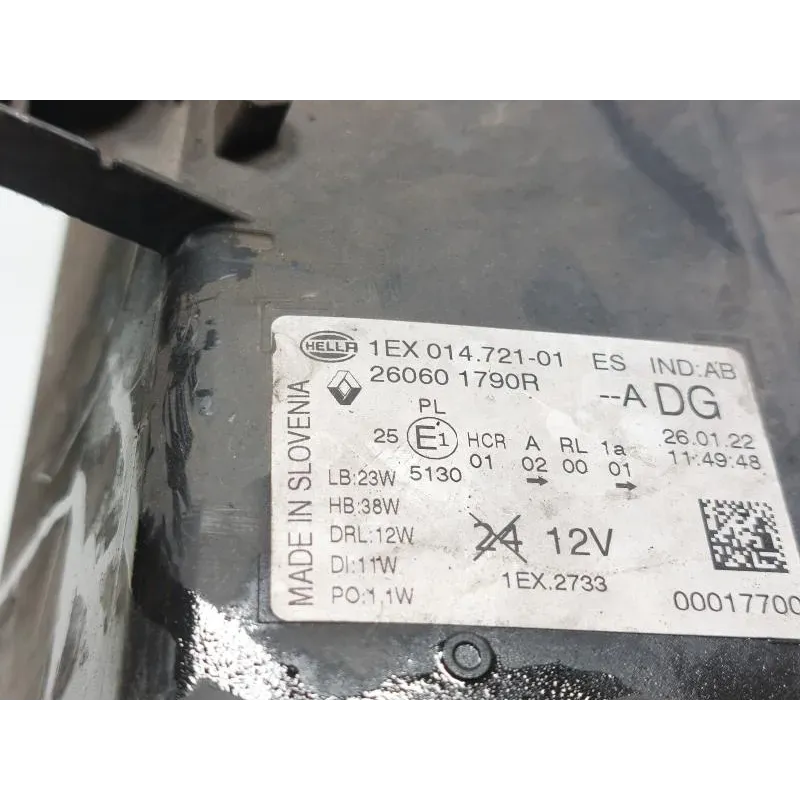 HELLA 1EX 014.721-01 ES IND:AB
26060 1790R --A DG
MADE IN SLOVENIA
PL
25 E1 HCR A RL 1a 26.01.22
5130 01 02 00 01 11:49:48
LB:23W
HB:38W
DRL:12W 24 12V
DI:11W
PO:1,1W
1EX.2733
00017700